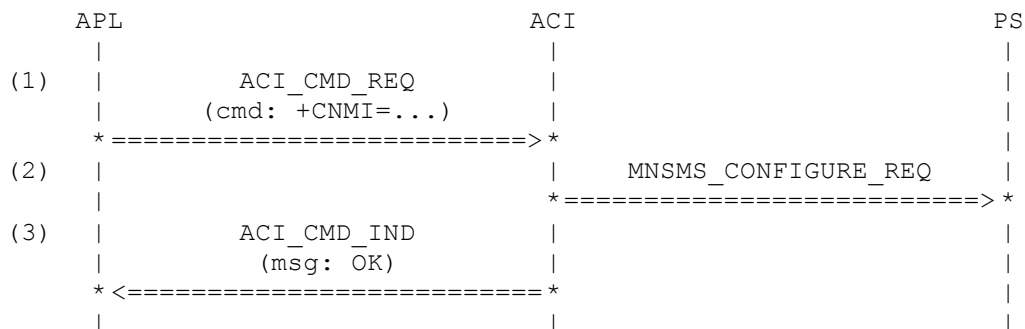 APL ACI PS
(1) ACI_CMD_REQ
(cmd: +CNMI=...)
(2) MNSMS_CONFIGURE_REQ
(3) ACI_CMD_IND
(msg: OK)